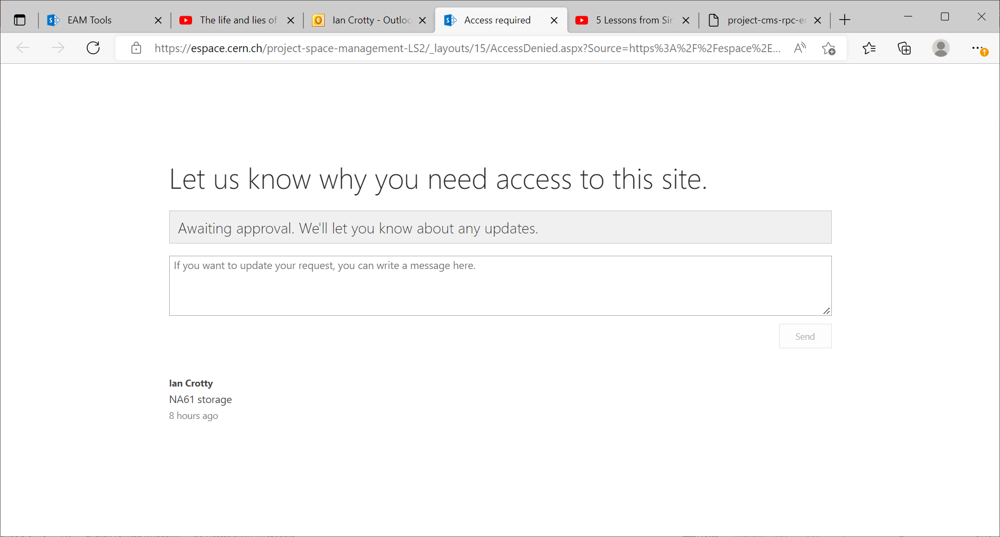 EAM Tools
The life and lies of
Ian Crotty - Outloo
Access required
5 Lessons from Sir
project-cms-rpc-e
https://espace.cern.ch/project-space-management-LS2/_layouts/15/AccessDenied.aspx?Source=https%3A%2F%2Fespace%2E...
Let us know why you need access to this site.
Awaiting approval. We'll let you know about any updates.
If you want to update your request, you can write a message here.
Send
Ian Crotty
NA61 storage
8 hours ago